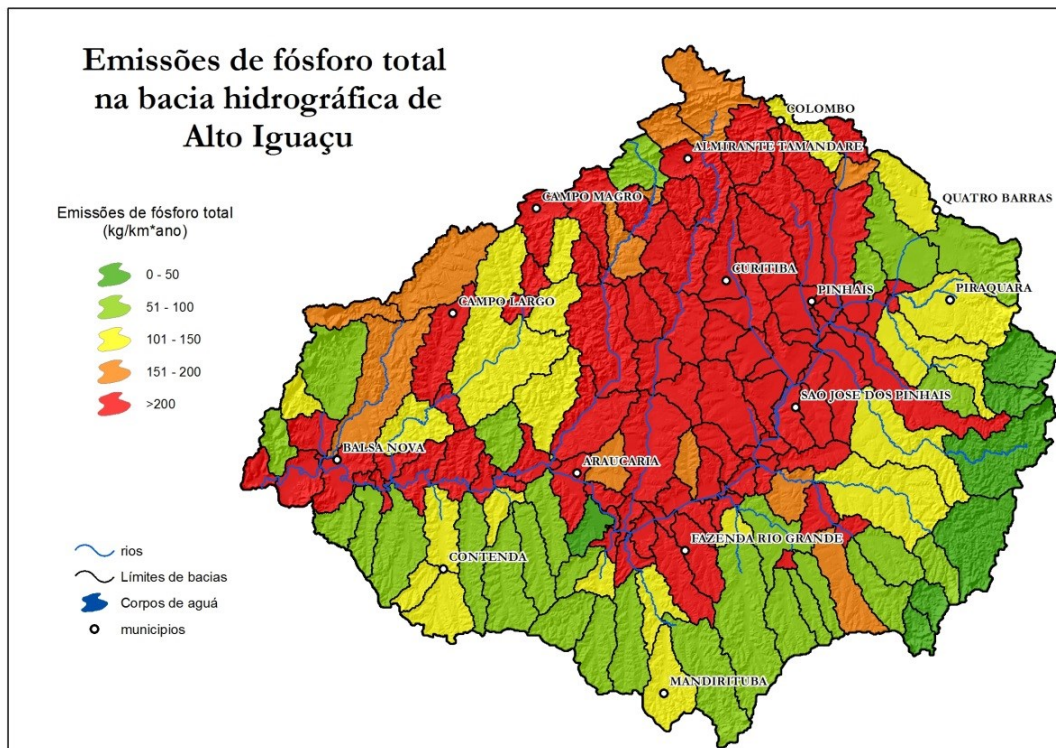 Emissões de fósforo total
na bacia hidrográfica de
Alto Iguaçu
Emissões de fósforo total
(kg/km*ano)
0 - 50
51 - 100
101 - 150
151 - 200
>200
rios
Límites de bacias
Corpos de aguá
municipios
COLOMBO
ALMIRANTE TAMANDARE
QUATRO BARRAS
CAMPO MAGRO
CURITIBA
PINHAIS
PIRAQUARA
CAMPO LARGO
SAO JOSE DOS PINHAIS
BALSA NOVA
ARAUCARIA
FAZENDA RIO GRANDE
CONTENDA
MANDIRITUBA